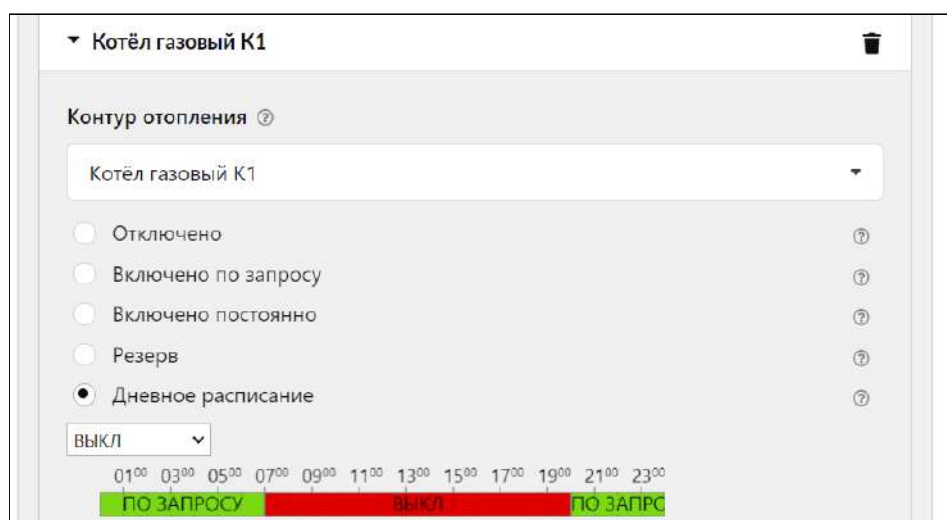 Котёл газовый К1
Контур отопления ?
Котёл газовый К1
Отключено ?
Включено по запросу ?
Включено постоянно ?
Резерв ?
Дневное расписание ?
ВЫКЛ
01⁰⁰ 03⁰⁰ 05⁰⁰ 07⁰⁰ 09⁰⁰ 11⁰⁰ 13⁰⁰ 15⁰⁰ 17⁰⁰ 19⁰⁰ 21⁰⁰ 23⁰⁰
ПО ЗАПРОСУ ВЫКЛ ПО ЗАПРО